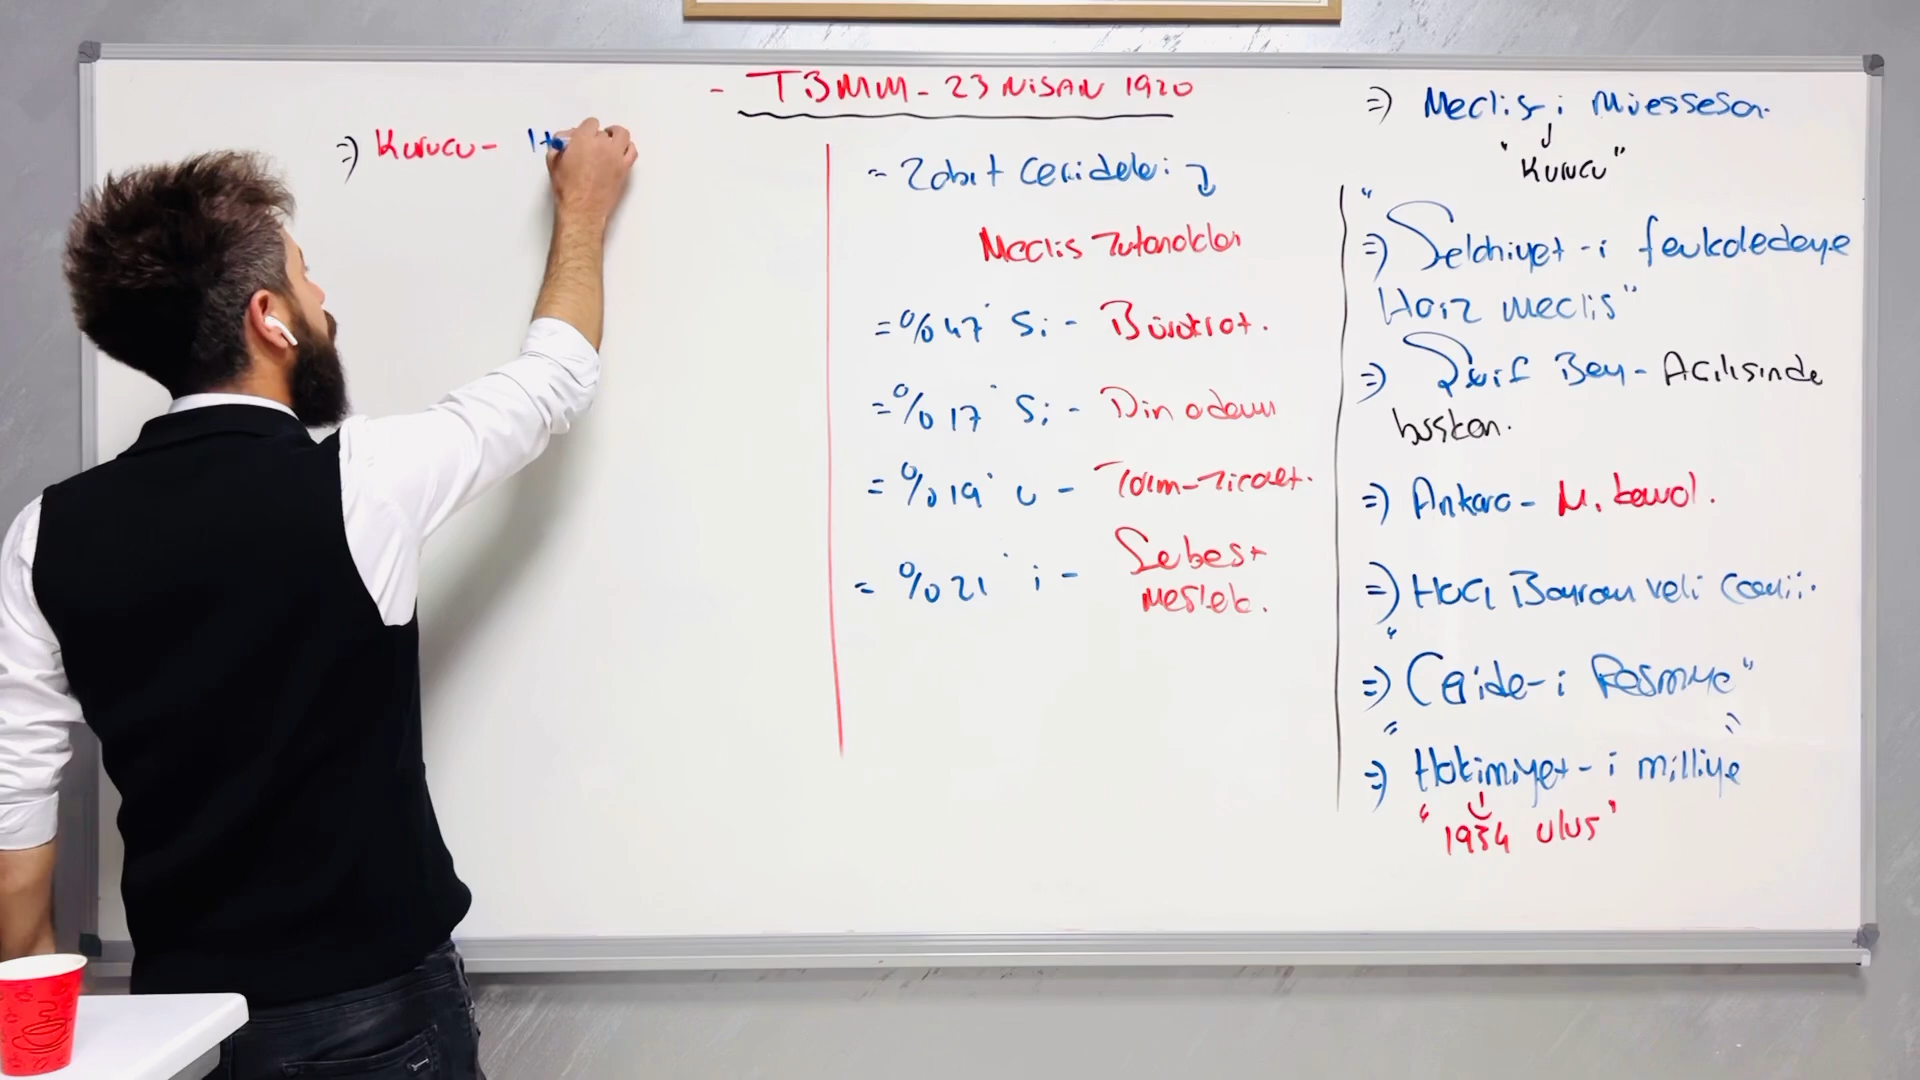 - TBMM - 23 NİSAN 1920
=) Kurucu -
= Zabıt Cerideleri
Meclis Tutanakları
= %47'si - Bürokrat.
= %17'si - Din adamı
= %19'u - Tarım-Ticaret.
= %21'i - Serbest
meslek.
=) Meclis-i Müessesan.
"Kurucu"
"
=) Selahiyet-i fevkaledeye
Haiz meclis"
=) Şerif Bey - Açılışında
başkan.
=) Ankara - M. Kemal.
=) Hacı Bayram Veli Camii.
"
=) Ceride-i Resmiye"
" "
=) Hakimiyet-i milliye
"1934 ulus"